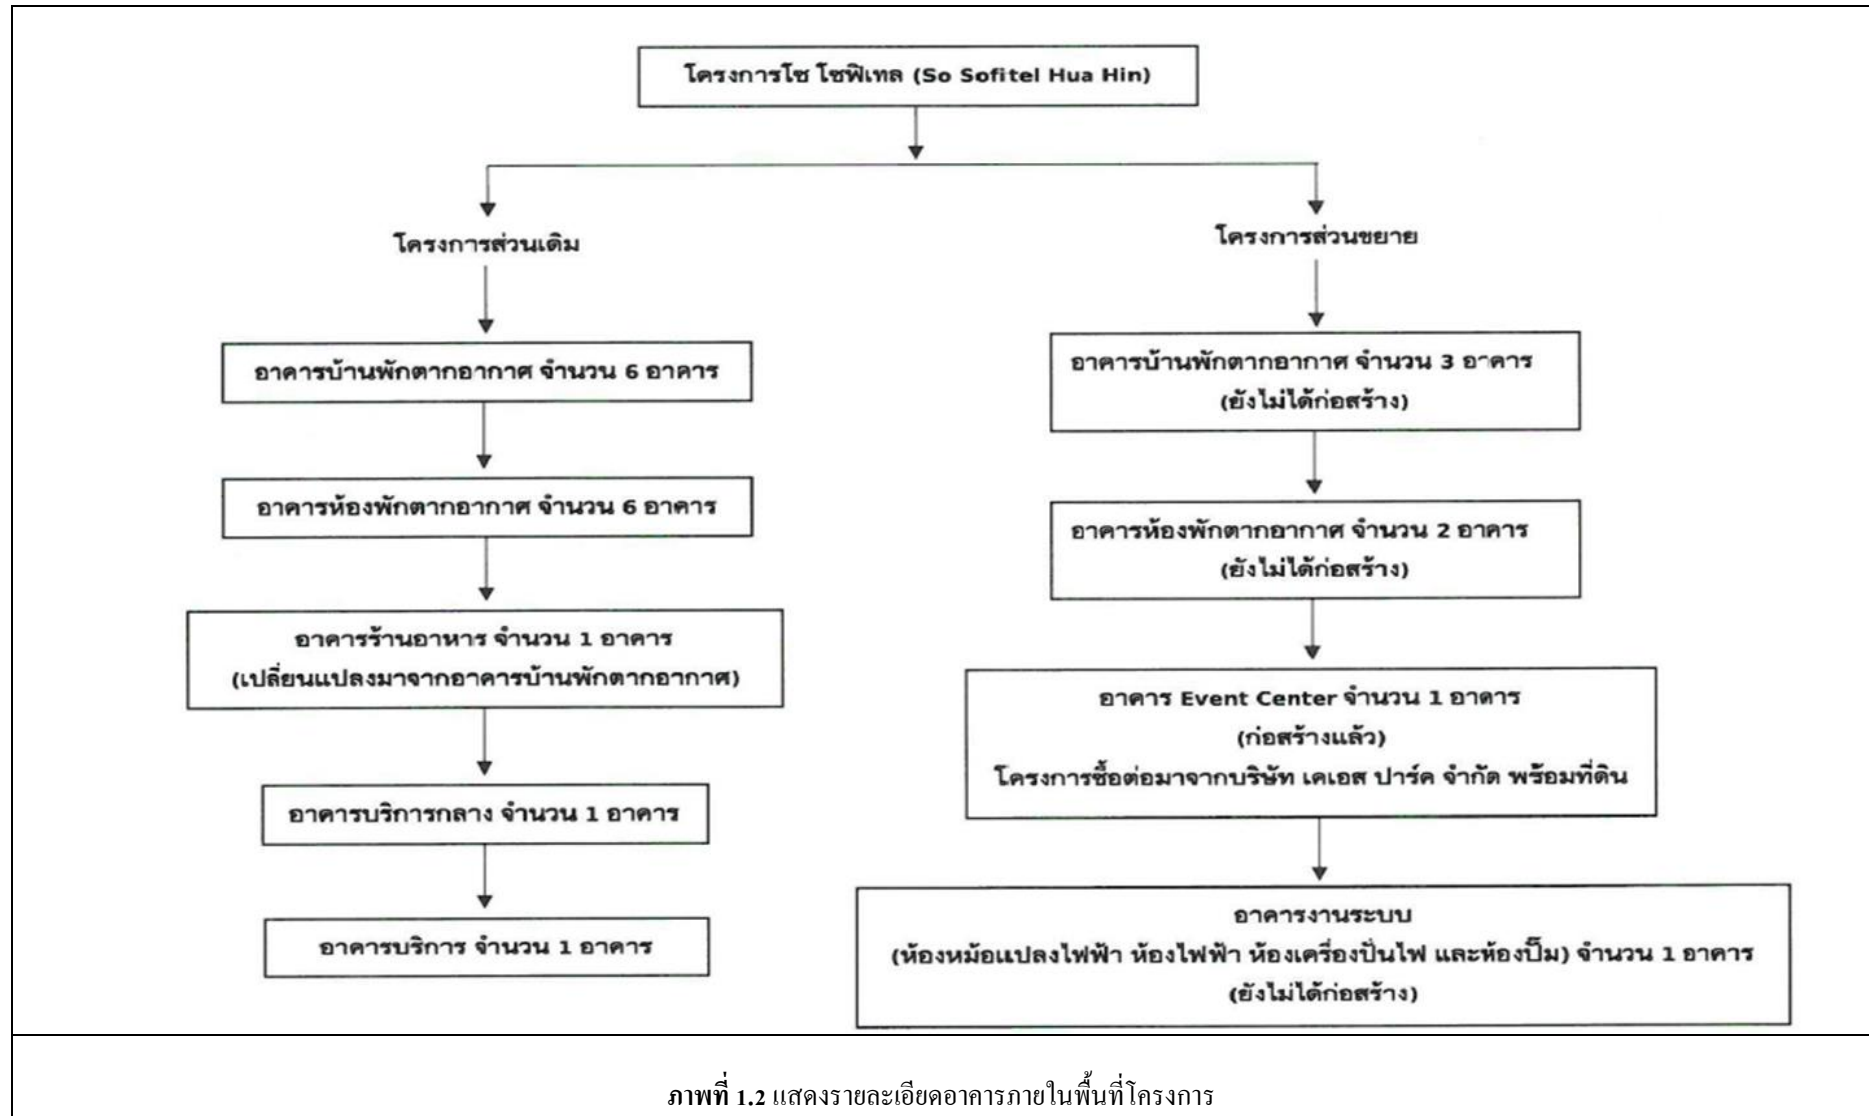 โครงการโซ โซฟิเทล (So Sofitel Hua Hin)
โครงการส่วนเดิม
อาคารบ้านพักตากอากาศ จำนวน 6 อาคาร
อาคารห้องพักตากอากาศ จำนวน 6 อาคาร
อาคารร้านอาหาร จำนวน 1 อาคาร
(เปลี่ยนแปลงมาจากอาคารบ้านพักตากอากาศ)
อาคารบริการกลาง จำนวน 1 อาคาร
อาคารบริการ จำนวน 1 อาคาร
โครงการส่วนขยาย
อาคารบ้านพักตากอากาศ จำนวน 3 อาคาร
(ยังไม่ได้ก่อสร้าง)
อาคารห้องพักตากอากาศ จำนวน 2 อาคาร
(ยังไม่ได้ก่อสร้าง)
อาคาร Event Center จำนวน 1 อาคาร
(ก่อสร้างแล้ว)
โครงการซื้อต่อมาจากบริษัท เคเอส ปาร์ค จำกัด พร้อมที่ดิน
อาคารงานระบบ
(ห้องหม้อแปลงไฟฟ้า ห้องไฟฟ้า ห้องเครื่องปั่นไฟ และห้องปั๊ม) จำนวน 1 อาคาร
(ยังไม่ได้ก่อสร้าง)
ภาพที่ 1.2 แสดงรายละเอียดอาคารภายในพื้นที่โครงการ